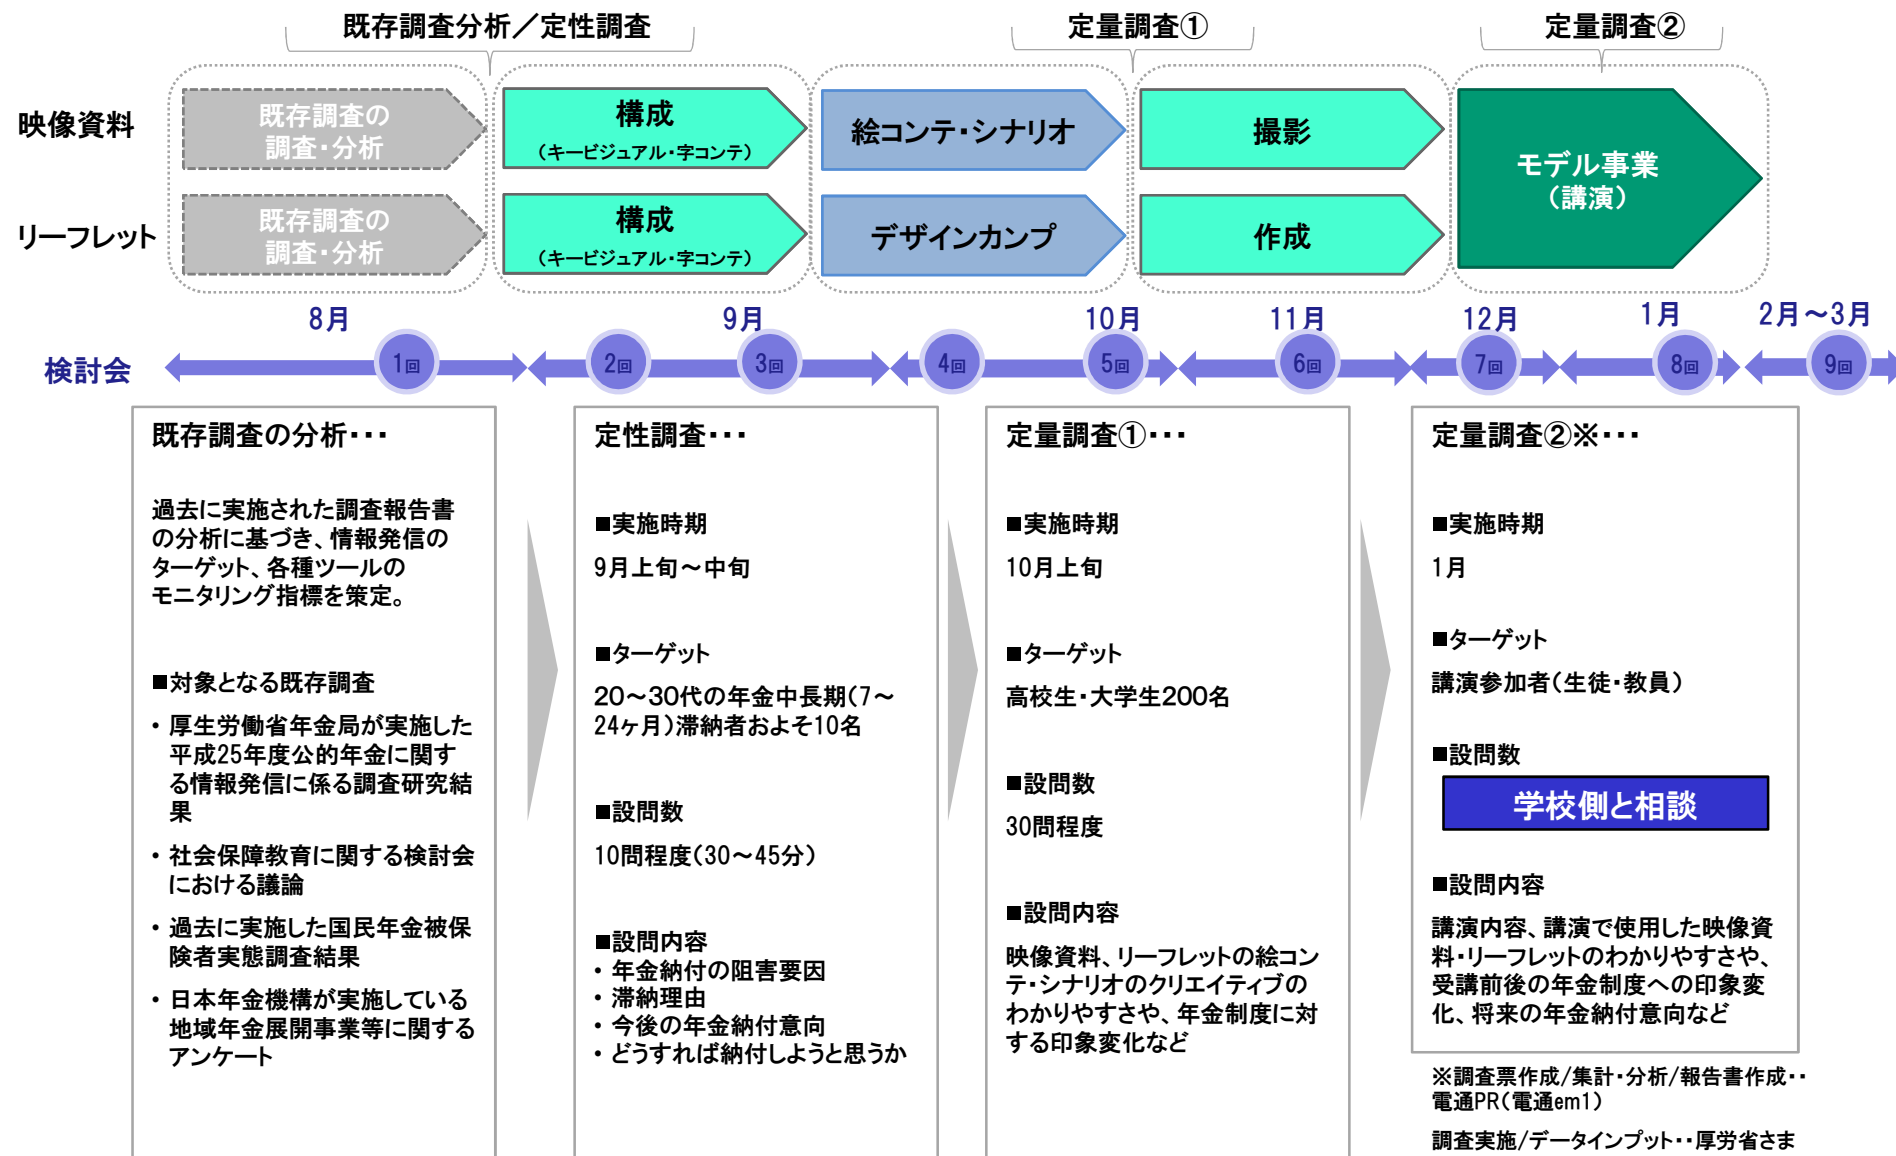 既存調査分析／定性調査
定量調査①
定量調査②
映像資料
既存調査の
調査・分析
構成
（キービジュアル・字コンテ）
絵コンテ・シナリオ
撮影
モデル事業
（講演）
リーフレット
既存調査の
調査・分析
構成
（キービジュアル・字コンテ）
デザインカンプ
作成
8月
9月
10月
11月
12月
1月
2月～3月
検討会
1回
2回
3回
4回
5回
6回
7回
8回
9回
既存調査の分析・・・
過去に実施された調査報告書
の分析に基づき、情報発信の
ターゲット、各種ツールの
モニタリング指標を策定。
■対象となる既存調査
・厚生労働省年金局が実施した
平成25年度公的年金に関す
る情報発信に係る調査研究結
果
・社会保障教育に関する検討会
における議論
・過去に実施した国民年金被保
険者実態調査結果
・日本年金機構が実施している
地域年金展開事業等に関する
アンケート
定性調査・・・
■実施時期
9月上旬～中旬
■ターゲット
20～30代の年金中長期（7～
24ヶ月）滞納者およそ10名
■設問数
10問程度（30～45分）
■設問内容
・年金納付の阻害要因
・滞納理由
・今後の年金納付意向
・どうすれば納付しようと思うか
定量調査①・・・
■実施時期
10月上旬
■ターゲット
高校生・大学生200名
■設問数
30問程度
■設問内容
映像資料、リーフレットの絵コン
テ・シナリオのクリエイティブの
わかりやすさや、年金制度に対
する印象変化など
定量調査②※・・・
■実施時期
1月
■ターゲット
講演参加者（生徒・教員）
■設問数
学校側と相談
■設問内容
講演内容、講演で使用した映像資
料・リーフレットのわかりやすさや、
受講前後の年金制度への印象変
化、将来の年金納付意向など
※調査票作成/集計・分析/報告書作成・・
電通PR（電通em1）
調査実施/データインプット・・厚労省さま